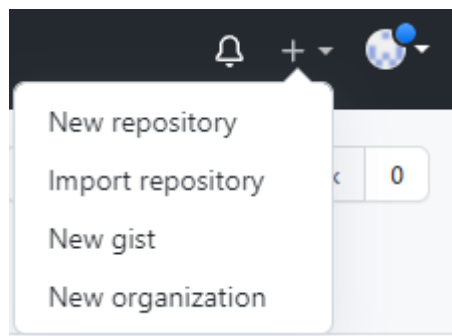 New repository
Import repository
0
New gist
New organization